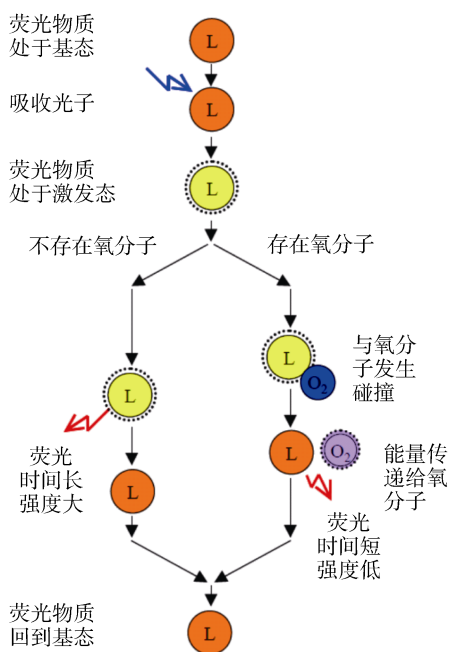 荧光物质
处于基态
L
吸收光子
L
荧光物质
处于激发态
L
不存在氧分子
存在氧分子
与氧分
子发生
碰撞
L
O₂
L
荧光
时间长
强度大
L
L
O₂
能量传
递给氧
分子
荧光
时间短
强度低
荧光物质
回到基态
L